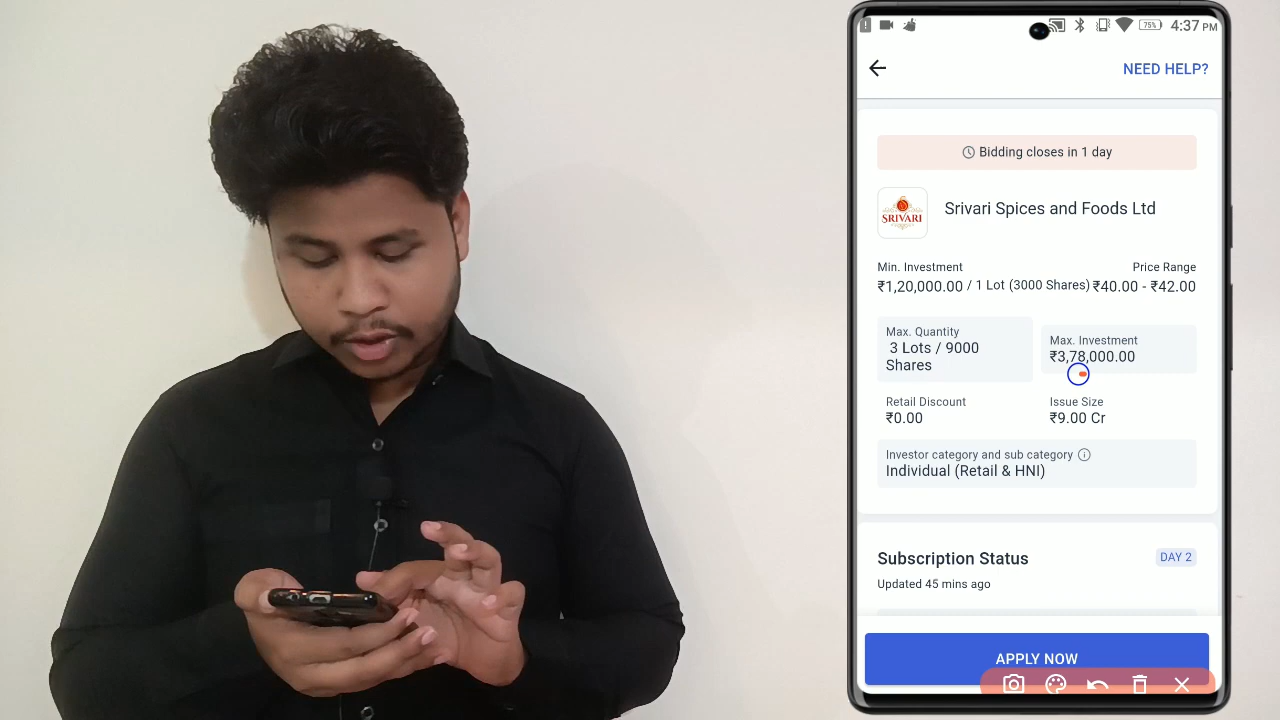 75%
4:37 PM
NEED HELP?
Bidding closes in 1 day
SRIVARI
Srivari Spices and Foods Ltd
Min. Investment
Price Range
₹1,20,000.00 / 1 Lot (3000 Shares)
₹40.00 - ₹42.00
Max. Quantity
3 Lots / 9000
Shares
Max. Investment
₹3,78,000.00
Retail Discount
₹0.00
Issue Size
₹9.00 Cr
Investor category and sub category
Individual (Retail & HNI)
Subscription Status
DAY 2
Updated 45 mins ago
APPLY NOW